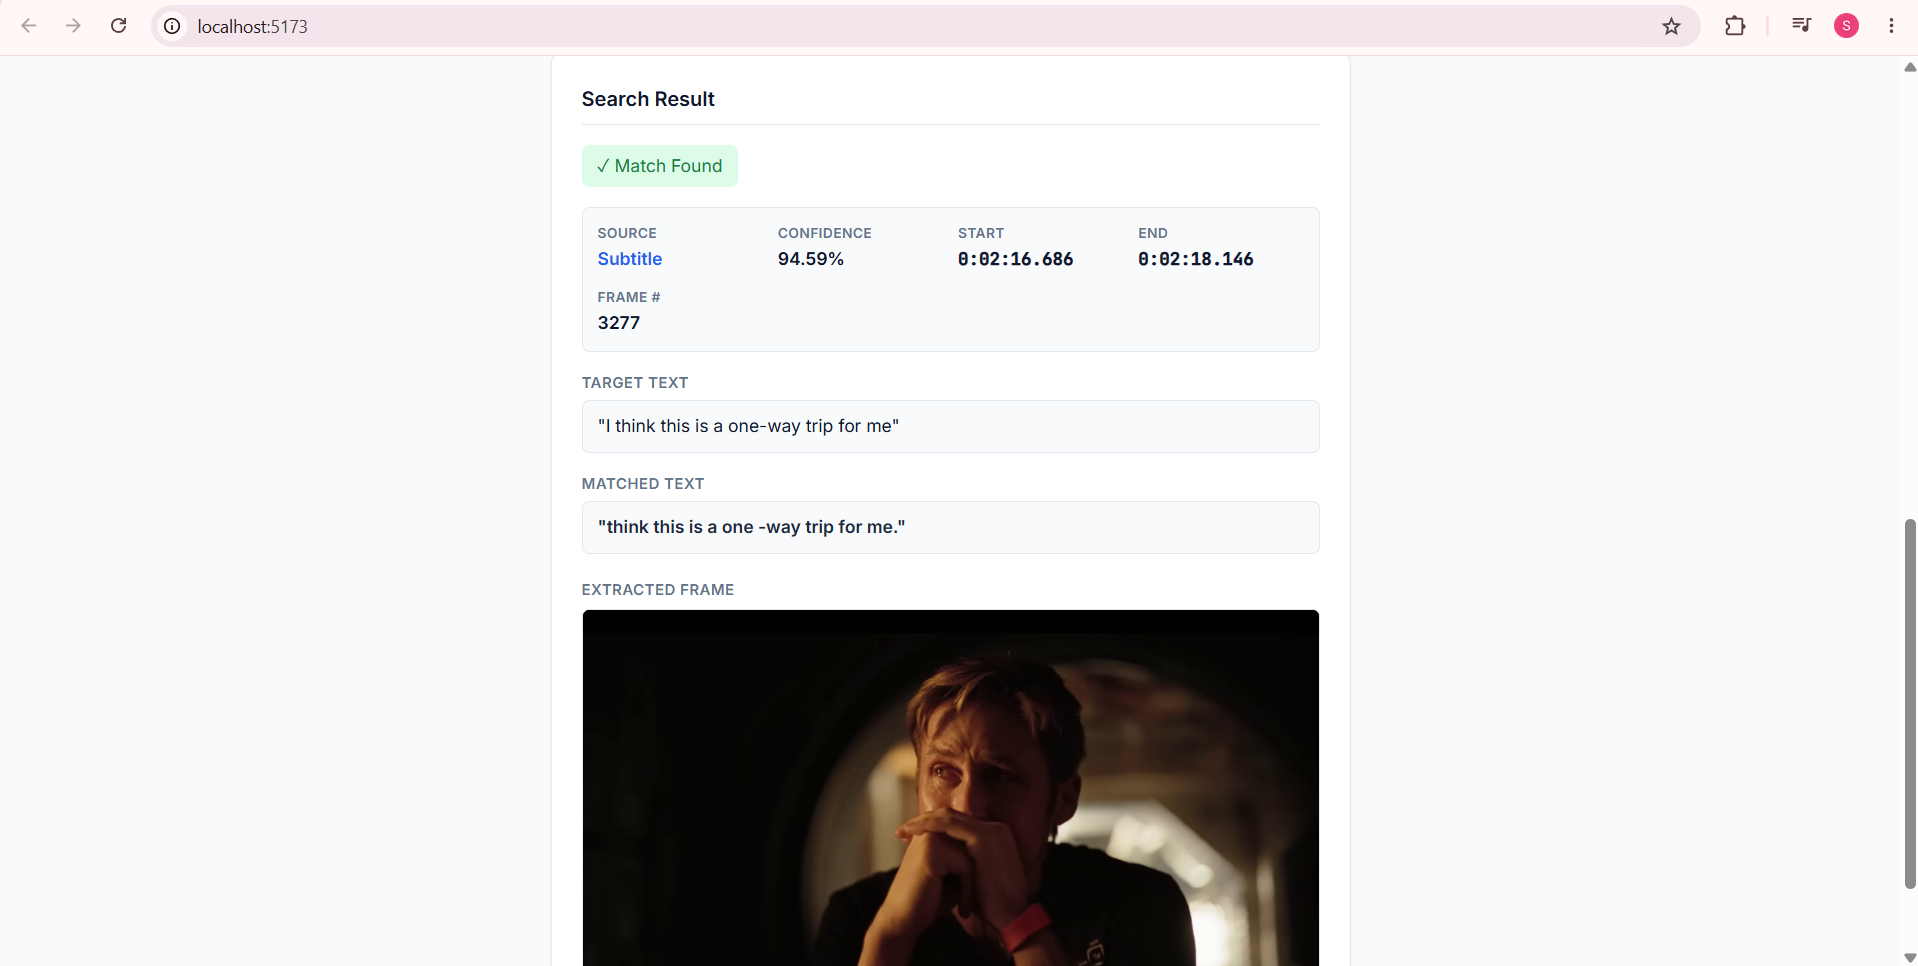 localhost:5173
S
Search Result
✓ Match Found
SOURCE CONFIDENCE START END
Subtitle 94.59% 0:02:16.686 0:02:18.146
FRAME #
3277
TARGET TEXT
"I think this is a one-way trip for me"
MATCHED TEXT
"think this is a one -way trip for me."
EXTRACTED FRAME